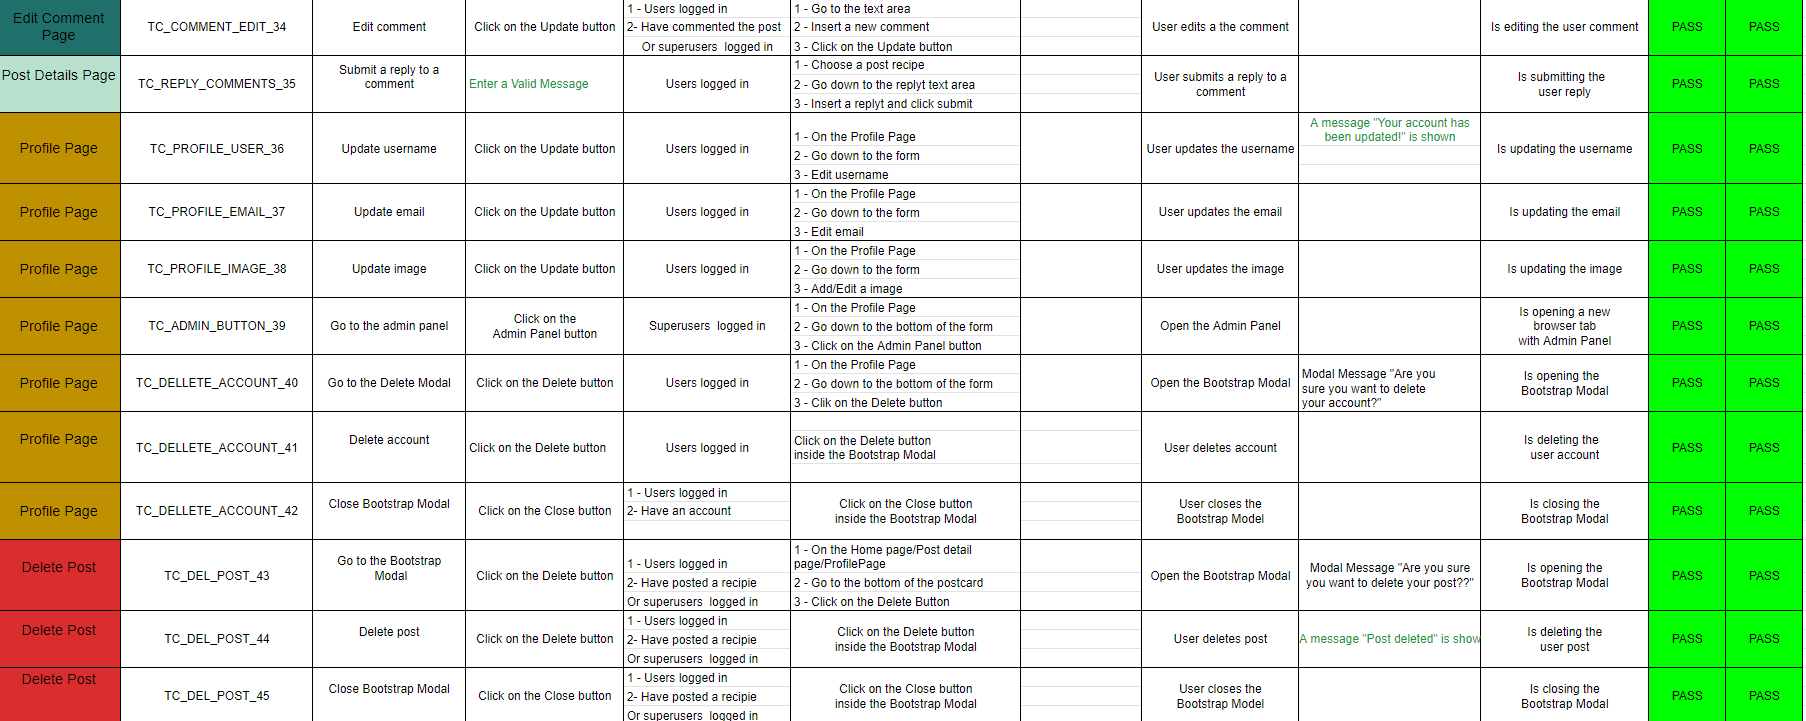 Edit Comment
Page
TC_COMMENT_EDIT_34
Edit comment
Click on the Update button
1 - Users logged in
2- Have commented the post
Or superusers  logged in
1 - Go to the text area
2 - Insert a new comment
3 - Click on the Update button
User edits a the comment
Is editing the user comment
PASS
PASS
Post Details Page
TC_REPLY_COMMENTS_35
Submit a reply to a
comment
Enter a Valid Message
Users logged in
1 - Choose a post recipe
2 - Go down to the replyt text area
3 - Insert a replyt and click submit
User submits a reply to a
comment
Is submitting the
user reply
PASS
PASS
Profile Page
TC_PROFILE_USER_36
Update username
Click on the Update button
Users logged in
1 - On the Profile Page
2 - Go down to the form
3 - Edit username
User updates the username
A message "Your account has
been updated!" is shown
Is updating the username
PASS
PASS
Profile Page
TC_PROFILE_EMAIL_37
Update email
Click on the Update button
Users logged in
1 - On the Profile Page
2 - Go down to the form
3 - Edit email
User updates the email
Is updating the email
PASS
PASS
Profile Page
TC_PROFILE_IMAGE_38
Update image
Click on the Update button
Users logged in
1 - On the Profile Page
2 - Go down to the form
3 - Add/Edit a image
User updates the image
Is updating the image
PASS
PASS
Profile Page
TC_ADMIN_BUTTON_39
Go to the admin panel
Click on the
Admin Panel button
Superusers  logged in
1 - On the Profile Page
2 - Go down to the bottom of the form
3 - Click on the Admin Panel button
Open the Admin Panel
Is opening a new
browser tab
with Admin Panel
PASS
PASS
Profile Page
TC_DELLETE_ACCOUNT_40
Go to the Delete Modal
Click on the Delete button
Users logged in
1 - On the Profile Page
2 - Go down to the bottom of the form
3 - Clik on the Delete button
Open the Bootstrap Modal
Modal Message "Are you
sure you want to delete
your account?"
Is opening the
Bootstrap Modal
PASS
PASS
Profile Page
TC_DELLETE_ACCOUNT_41
Delete account
Click on the Delete button
Users logged in
Click on the Delete button
inside the Bootstrap Modal
User deletes account
Is deleting the
user account
PASS
PASS
Profile Page
TC_DELLETE_ACCOUNT_42
Close Bootstrap Modal
Click on the Close button
1 - Users logged in
2- Have an account
Click on the Close button
inside the Bootstrap Modal
User closes the
Bootstrap Model
Is closing the
Bootstrap Modal
PASS
PASS
Delete Post
TC_DEL_POST_43
Go to the Bootstrap
Modal
Click on the Delete button
1 - Users logged in
2- Have posted a recipie
Or superusers  logged in
1 - On the Home page/Post detail
page/ProfilePage
2 - Go to the bottom of the postcard
3 - Click on the Delete Button
Open the Bootstrap Modal
Modal Message "Are you sure
you want to delete your post??"
Is opening the
Bootstrap Modal
PASS
PASS
Delete Post
TC_DEL_POST_44
Delete post
Click on the Delete button
1 - Users logged in
2- Have posted a recipie
Or superusers  logged in
Click on the Delete button
inside the Bootstrap Modal
User deletes post
A message "Post deleted" is show
Is deleting the
user post
PASS
PASS
Delete Post
TC_DEL_POST_45
Close Bootstrap Modal
Click on the Close button
1 - Users logged in
2- Have posted a recipie
Or superusers  logged in
Click on the Close button
inside the Bootstrap Modal
User closes the
Bootstrap Model
Is closing the
Bootstrap Modal
PASS
PASS